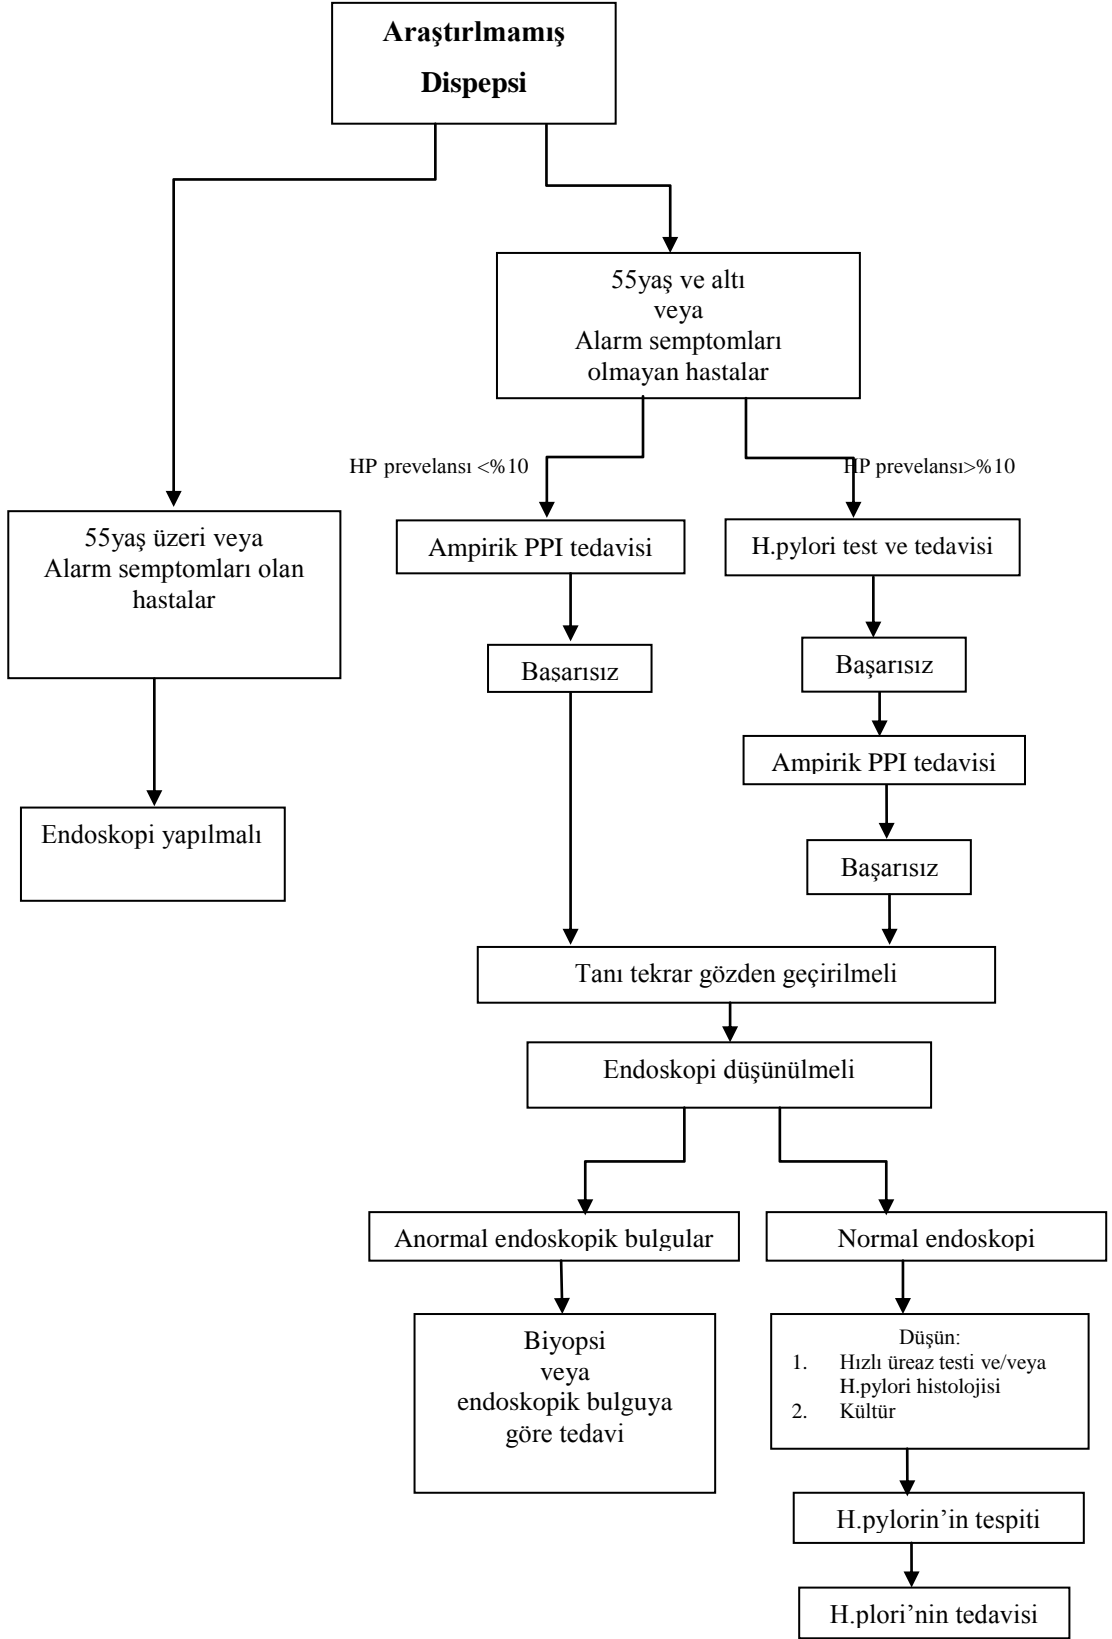 Araştırlmamış
Dispepsi
55yaş ve altı
veya
Alarm semptomları
olmayan hastalar
HP prevelansı <%10
HP prevelansı>%10
55yaş üzeri veya
Alarm semptomları olan
hastalar
Ampirik PPI tedavisi
H.pylori test ve tedavisi
Başarısız
Başarısız
Ampirik PPI tedavisi
Endoskopi yapılmalı
Başarısız
Tanı tekrar gözden geçirilmeli
Endoskopi düşünülmeli
Anormal endoskopik bulgular
Normal endoskopi
Biyopsi
veya
endoskopik bulguya
göre tedavi
Düşün:
1. Hızlı üreaz testi ve/veya
H.pylori histolojisi
2. Kültür
H.pylorin’in tespiti
H.plori’nin tedavisi